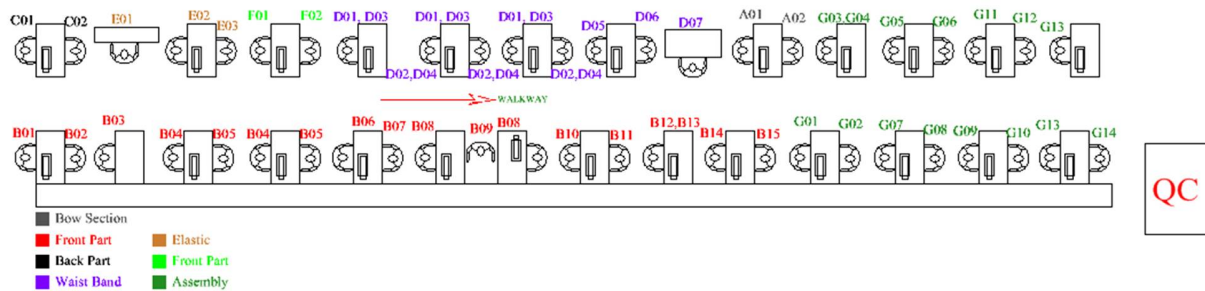 C01 C02 E01 E02 E03 F01 F02 D01, D03 D01, D03 D01, D03 D05 D06 D07 A01 A02 G03,G04 G05 G06 G11 G12 G13
D02,D04 D02,D04 D02,D04
WALKWAY
B01 B02 B03 B04 B05 B04 B05 B06 B07 B08 B09 B08 B10 B11 B12,B13 B14 B15 G01 G02 G07 G08 G09 G10 G13 G14
QC
Bow Section
Front Part Elastic
Back Part Front Part
Waist Band Assembly